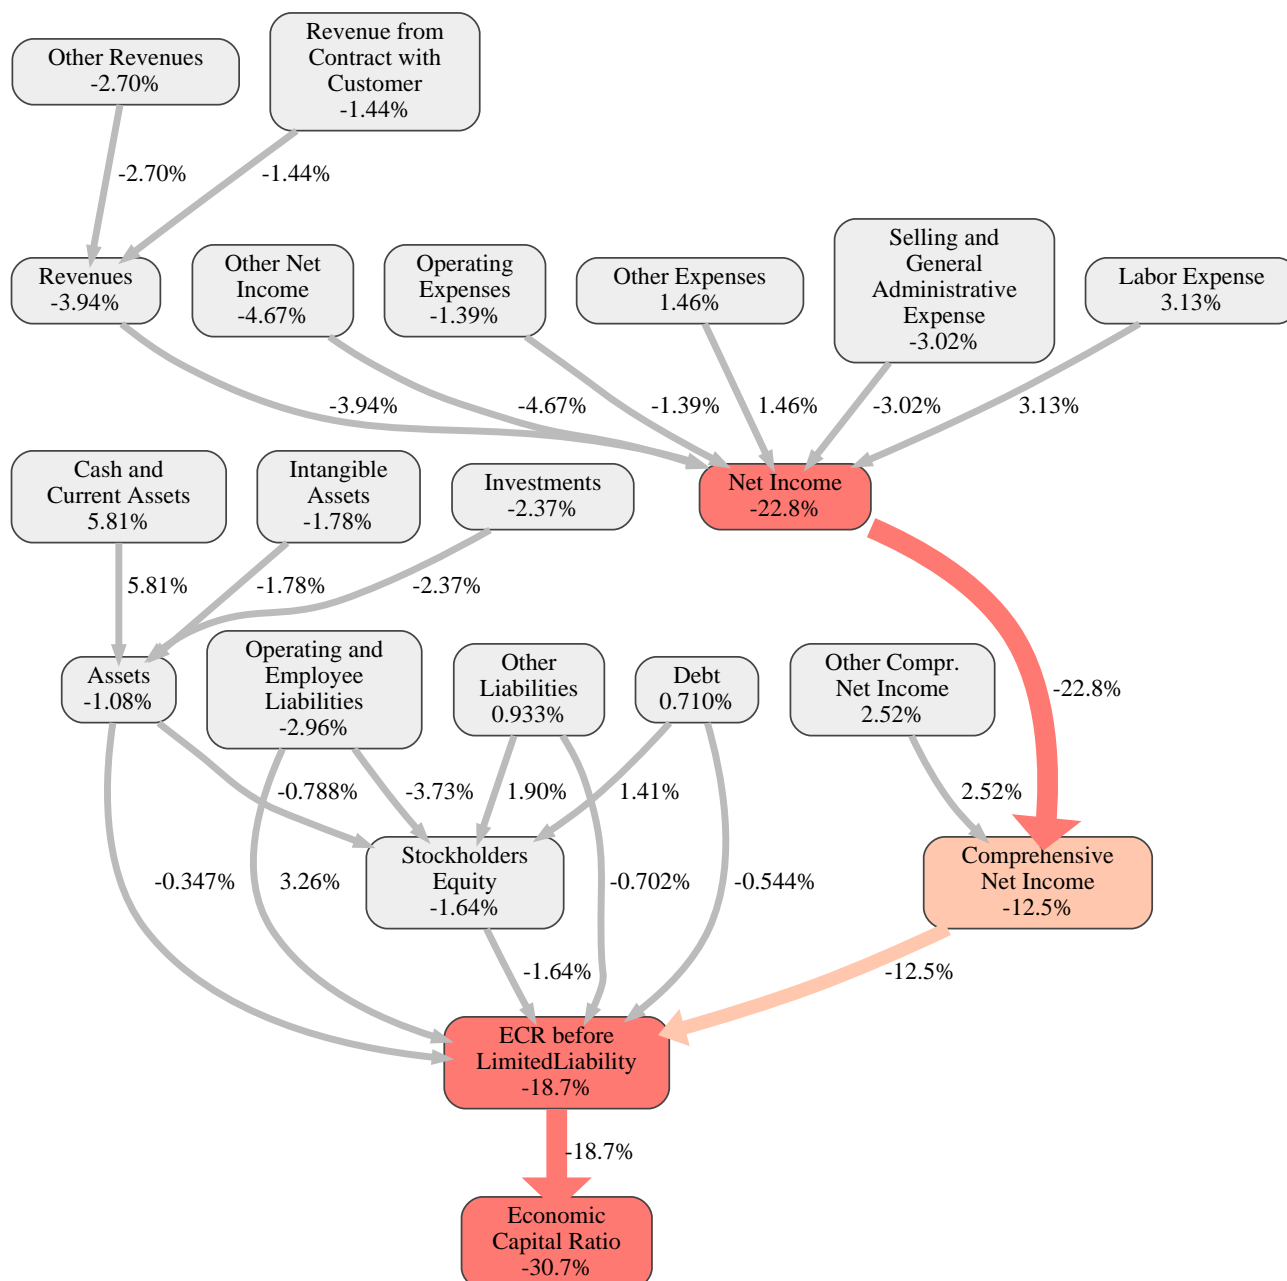 Other Revenues
-2.70%
Revenue from
Contract with
Customer
-1.44%
-2.70%
-1.44%
Revenues
-3.94%
Other Net
Income
-4.67%
Operating
Expenses
-1.39%
Other Expenses
1.46%
Selling and
General
Administrative
Expense
-3.02%
Labor Expense
3.13%
-3.94%
-4.67%
-1.39%
1.46%
-3.02%
3.13%
Cash and
Current Assets
5.81%
Intangible
Assets
-1.78%
Investments
-2.37%
Net Income
-22.8%
5.81%
-1.78%
-2.37%
Assets
-1.08%
Operating and
Employee
Liabilities
-2.96%
Other
Liabilities
0.933%
Debt
0.710%
Other Compr.
Net Income
2.52%
-22.8%
-0.788%
-3.73%
1.90%
1.41%
2.52%
Stockholders
Equity
-1.64%
Comprehensive
Net Income
-12.5%
-0.347%
3.26%
-0.702%
-0.544%
-1.64%
-12.5%
ECR before
LimitedLiability
-18.7%
-18.7%
Economic
Capital Ratio
-30.7%